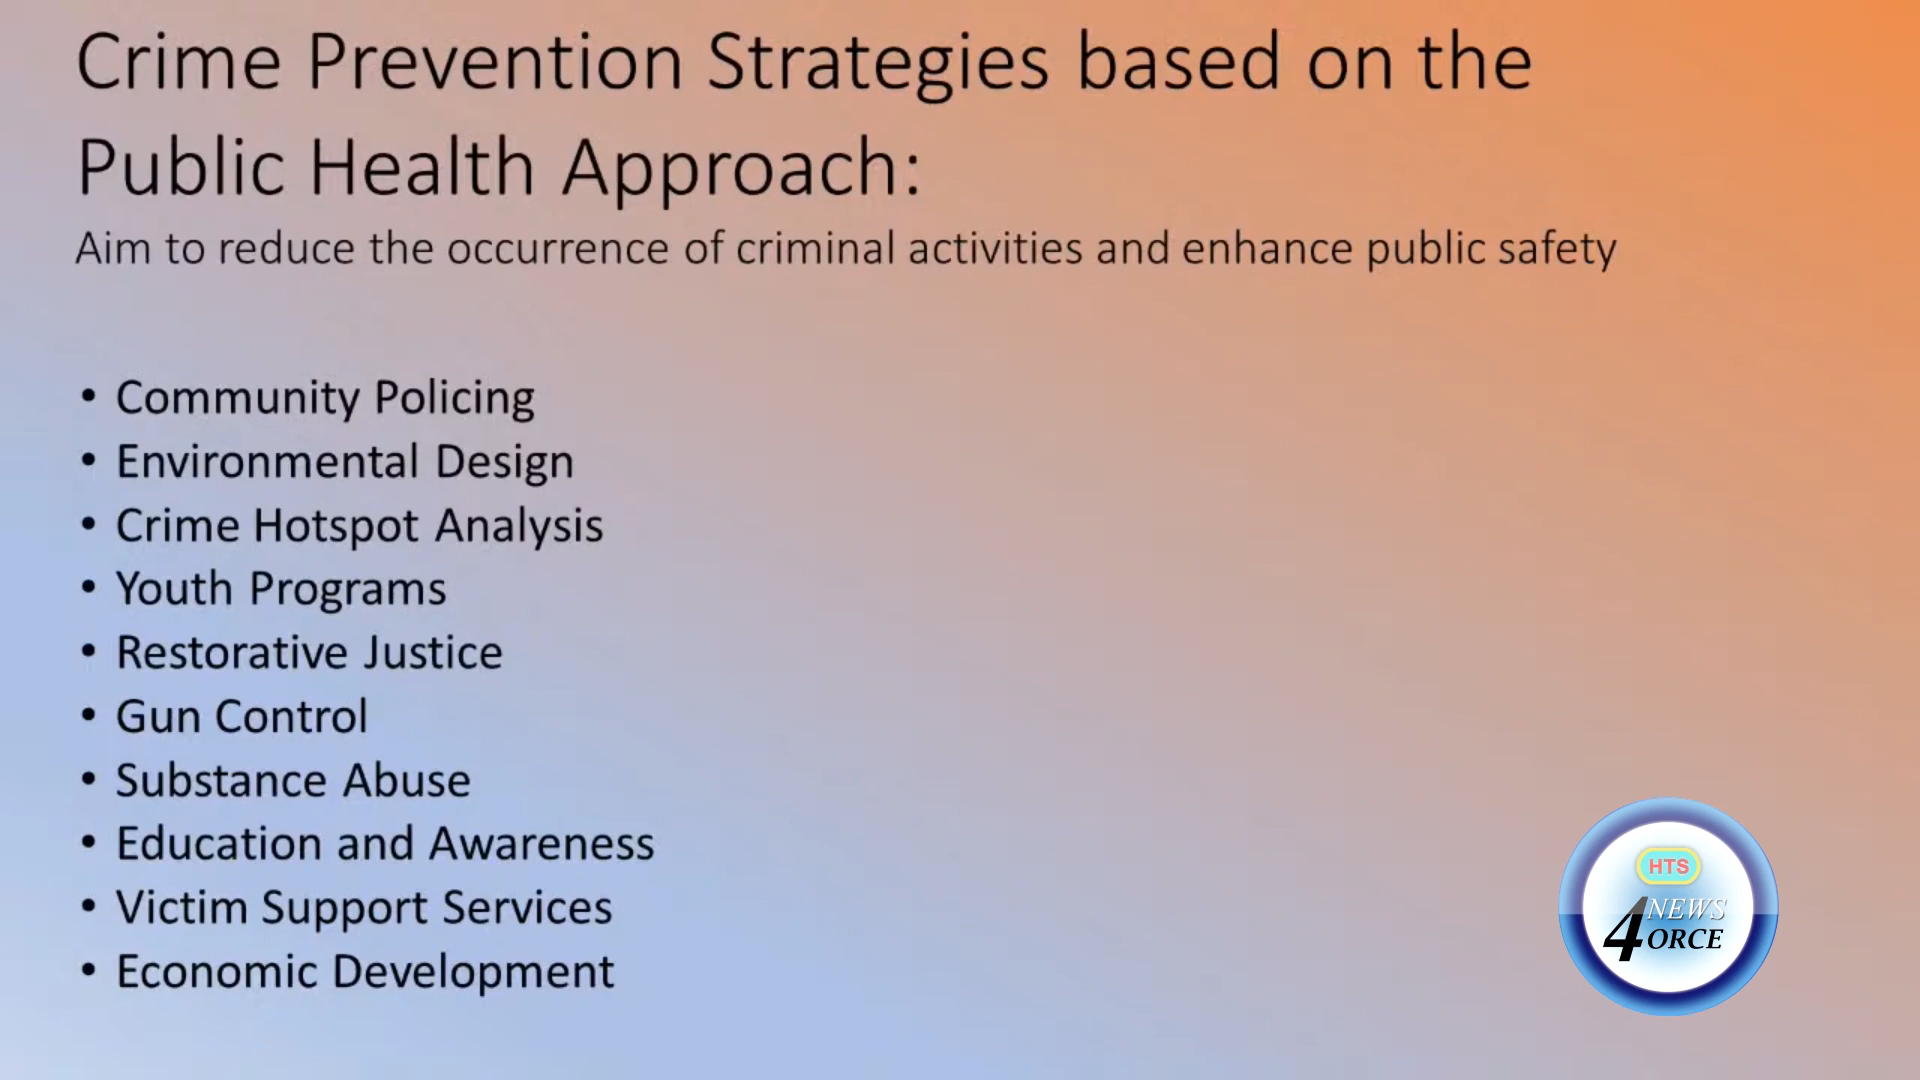 Crime Prevention Strategies based on the
Public Health Approach:
Aim to reduce the occurrence of criminal activities and enhance public safety
• Community Policing
• Environmental Design
• Crime Hotspot Analysis
• Youth Programs
• Restorative Justice
• Gun Control
• Substance Abuse
• Education and Awareness
• Victim Support Services
• Economic Development
HTS
4 NEWS
ORCE